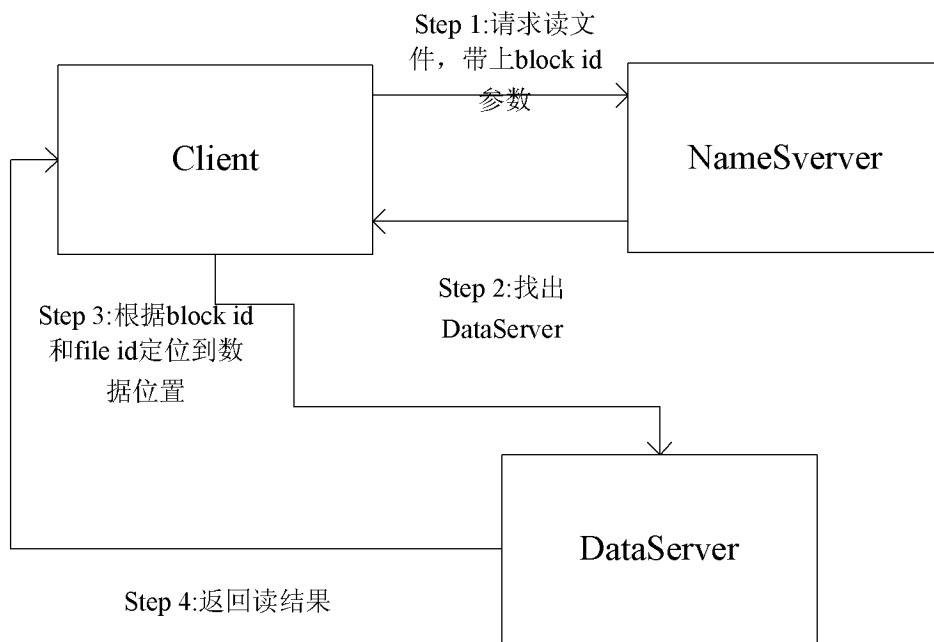 Step 1:请求读文
件，带上block id
参数
Client
NameSverver
Step 2:找出
DataServer
Step 3:根据block id
和file id定位到数
据位置
DataServer
Step 4:返回读结果